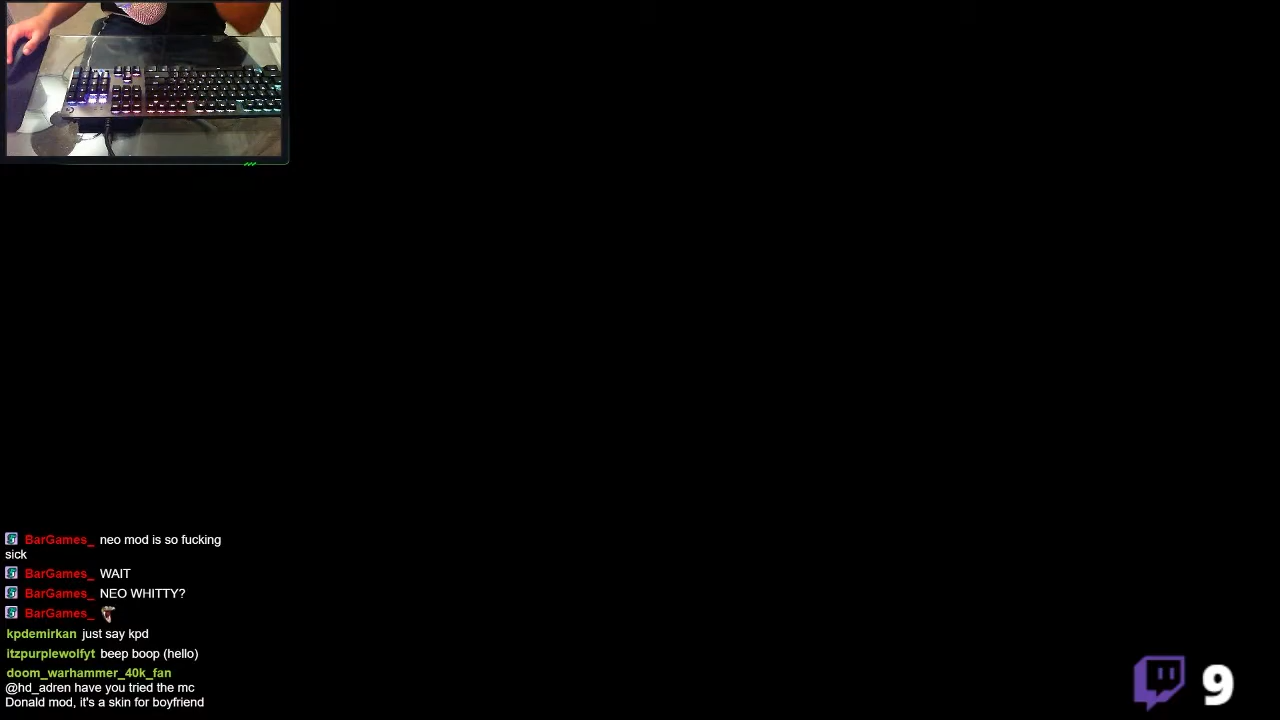 BarGames_ neo mod is so fucking
sick
BarGames_ WAIT
BarGames_ NEO WHITTY?
BarGames_
kpdemirkan just say kpd
itzpurplewolfyt beep boop (hello)
doom_warhammer_40k_fan
@hd_adren have you tried the mc
Donald mod, it's a skin for boyfriend
9